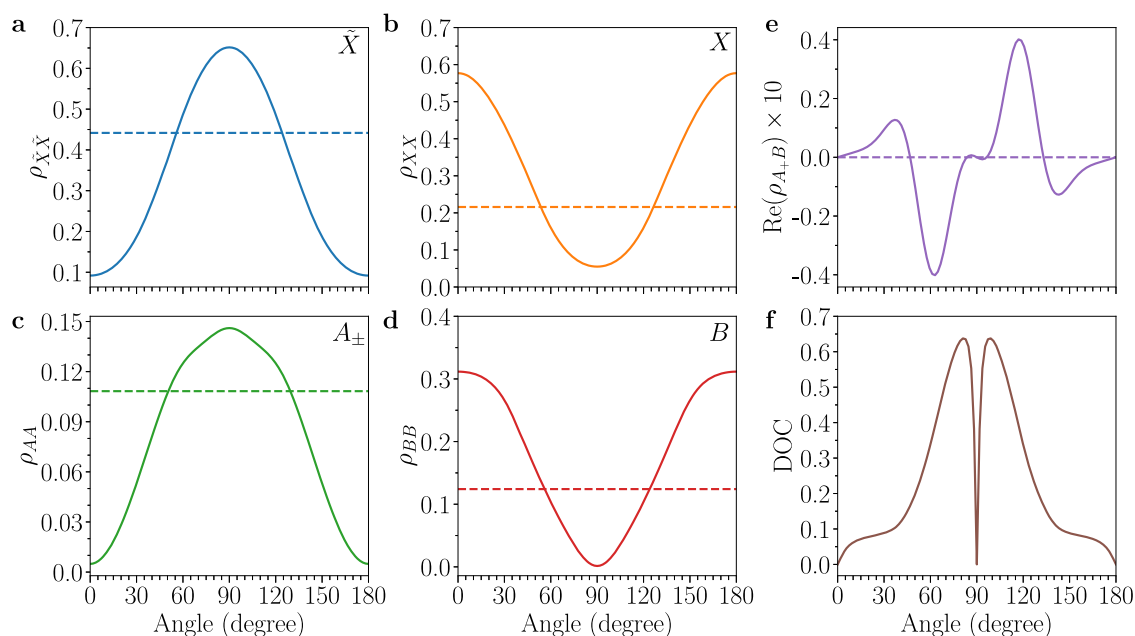 a
X̃
ρ_X̃X̃
0.7
0.6
0.5
0.4
0.3
0.2
0.1
b
X
ρ_XX
0.7
0.6
0.5
0.4
0.3
0.2
0.1
0.0
e
Re(ρ_{A+B}) × 10
0.4
0.2
0.0
-0.2
-0.4
c
A±
ρ_AA
0.15
0.12
0.09
0.06
0.03
0.0
0 30 60 90 120 150 180
Angle (degree)
d
B
ρ_BB
0.4
0.3
0.2
0.1
0.0
0 30 60 90 120 150 180
Angle (degree)
f
DOC
0.7
0.6
0.5
0.4
0.3
0.2
0.1
0.0
0 30 60 90 120 150 180
Angle (degree)